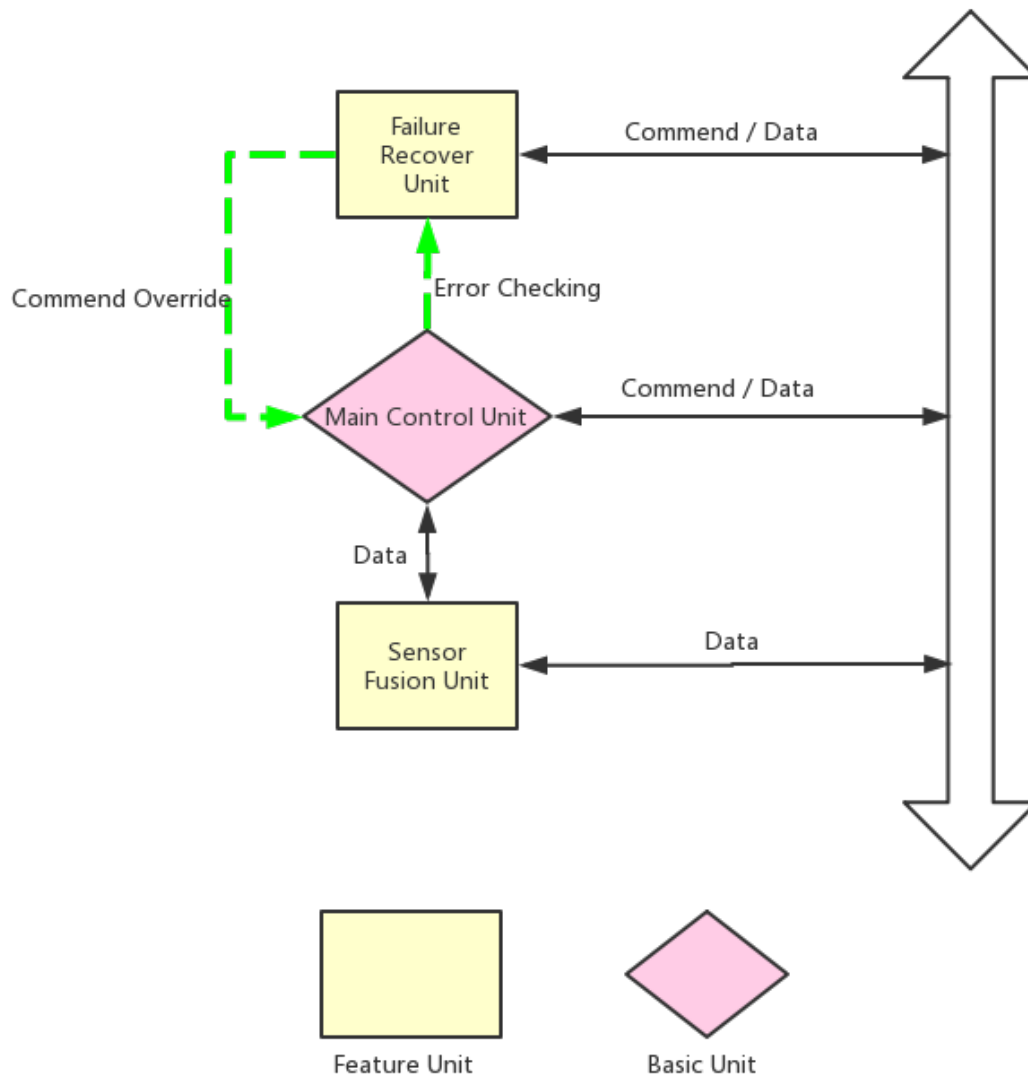 Failure
Recover
Unit
Commend / Data
Commend Override
Error Checking
Main Control Unit
Commend / Data
Data
Sensor
Fusion Unit
Data
Feature Unit
Basic Unit